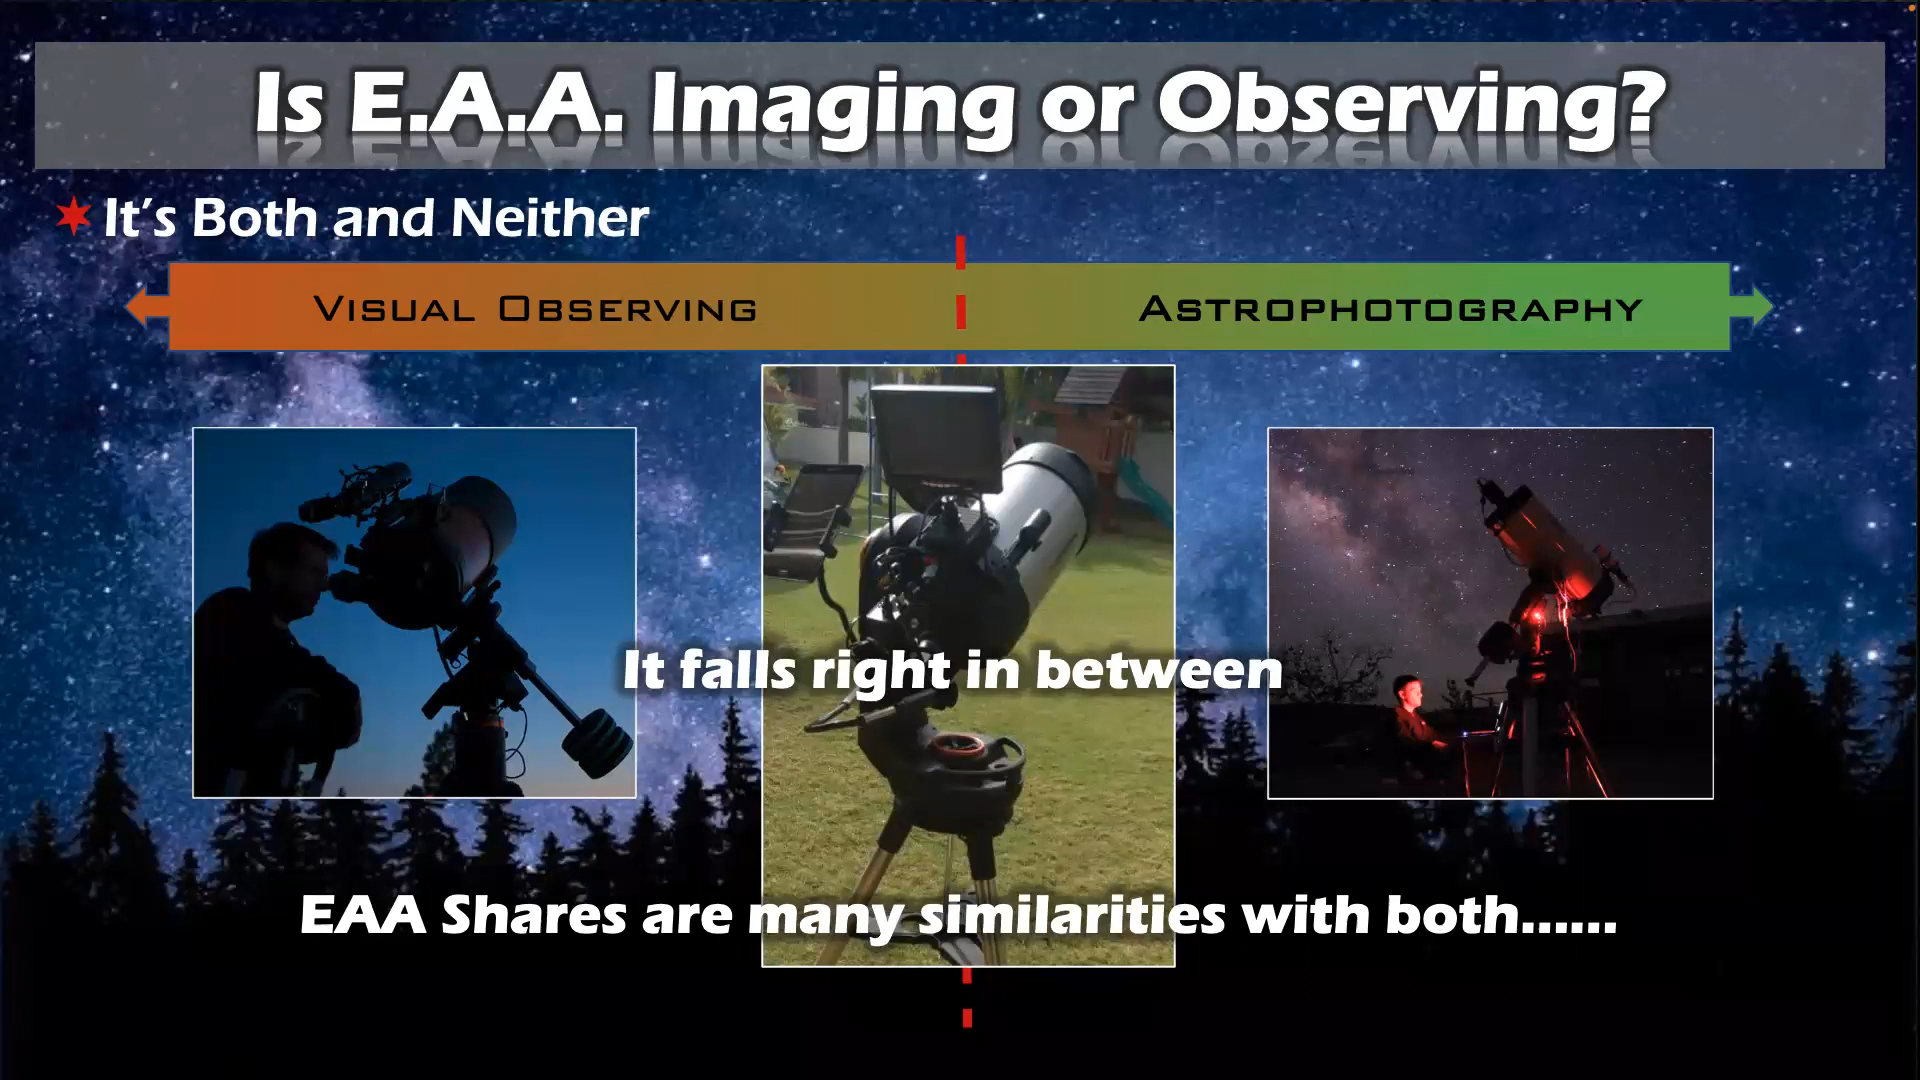 Is E.A.A. Imaging or Observing?
It's Both and Neither
Visual Observing
Astrophotography
It falls right in between
EAA Shares are many similarities with both......